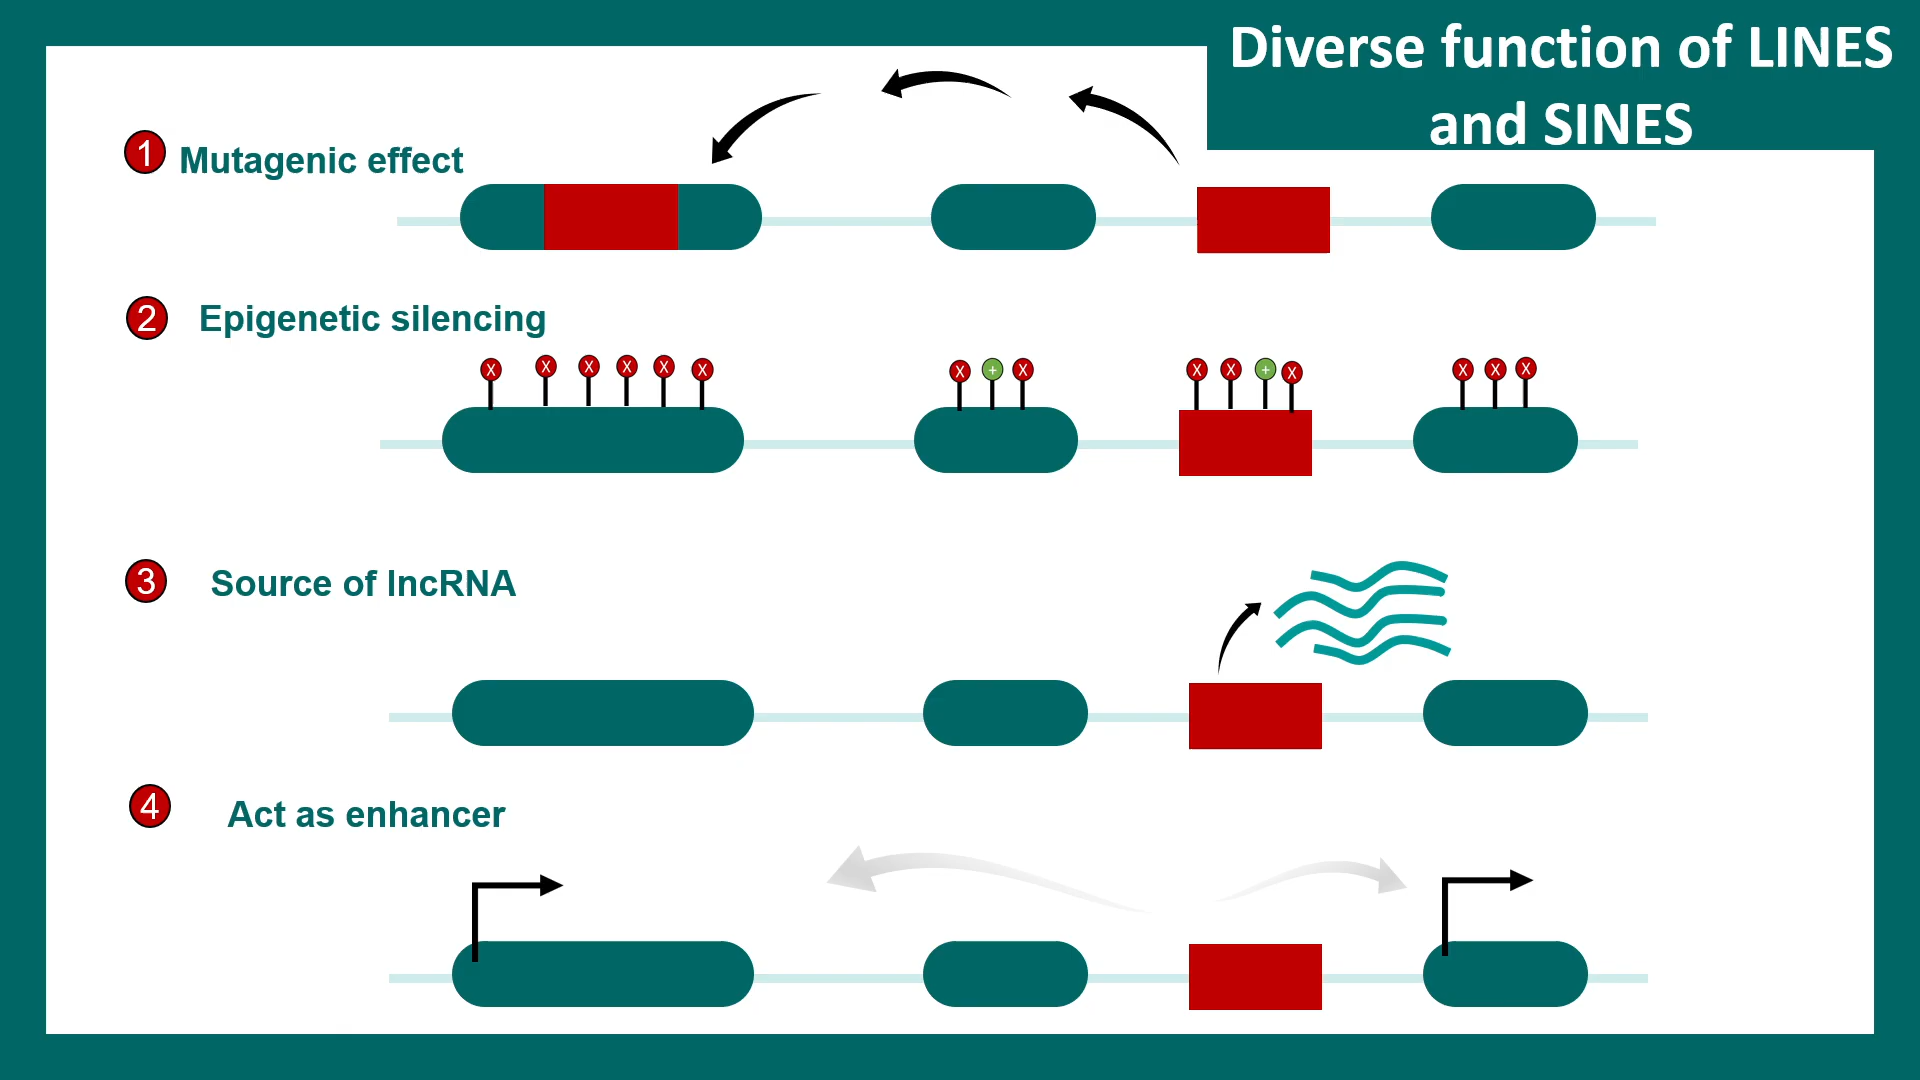 Diverse function of LINES
and SINES
1 Mutagenic effect
2 Epigenetic silencing
X X X X X X X + X X X + X X X X
3 Source of lncRNA
4 Act as enhancer